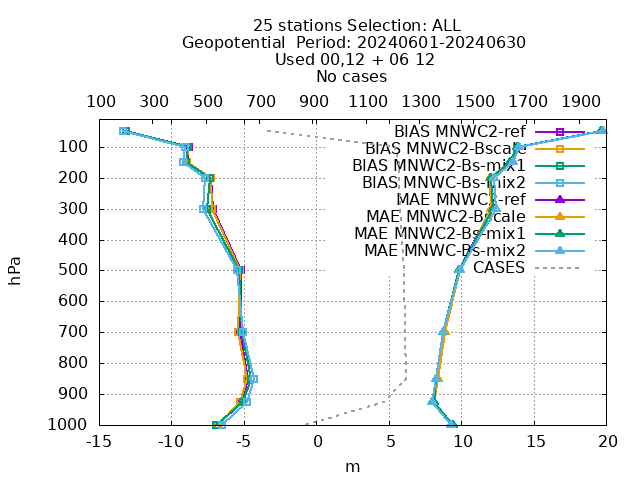 25 stations Selection: ALL
Geopotential  Period: 20240601-20240630
Used 00,12 + 06 12
No cases
100 300 500 700 900 1100 1300 1500 1700 1900
BIAS MNWC2-ref
BIAS MNWC2-Bscale
BIAS MNWC2-Bs-mix1
BIAS MNWC-Bs-mix2
MAE MNWC2-ref
MAE MNWC2-Bscale
MAE MNWC2-Bs-mix1
MAE MNWC-Bs-mix2
CASES
100
200
300
400
500
600
700
800
900
1000
hPa
-15 -10 -5 0 5 10 15 20
m